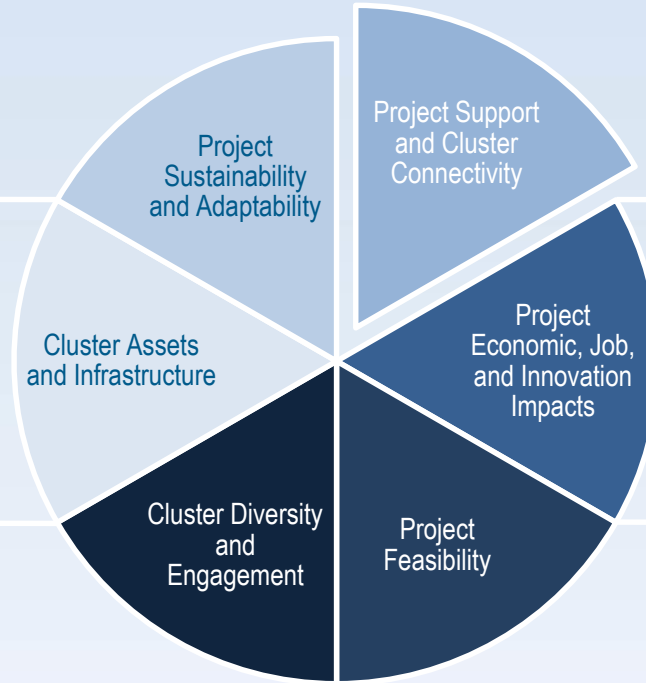 Project Support
and Cluster
Connectivity
Project
Sustainability
and Adaptability
Project
Economic, Job,
and Innovation
Impacts
Cluster Assets
and Infrastructure
Cluster Diversity
and
Engagement
Project
Feasibility